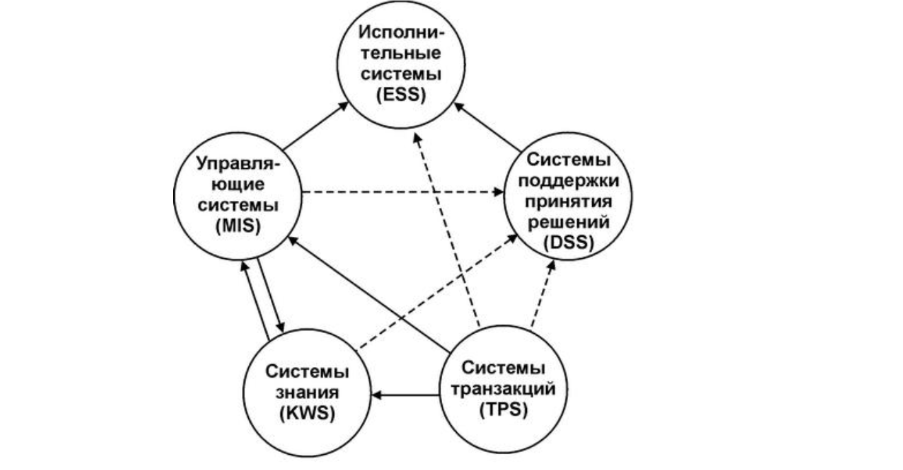 Исполни-
тельные
системы
(ESS)
Управля-
ющие
системы
(MIS)
Системы
поддержки
принятия
решений
(DSS)
Системы
знания
(KWS)
Системы
транзакций
(TPS)